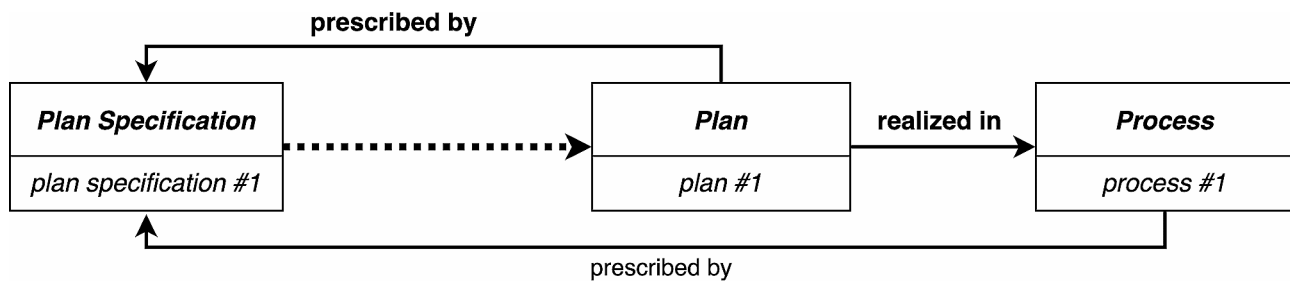 prescribed by
Plan Specification
Plan
realized in
Process
plan specification #1
plan #1
process #1
prescribed by